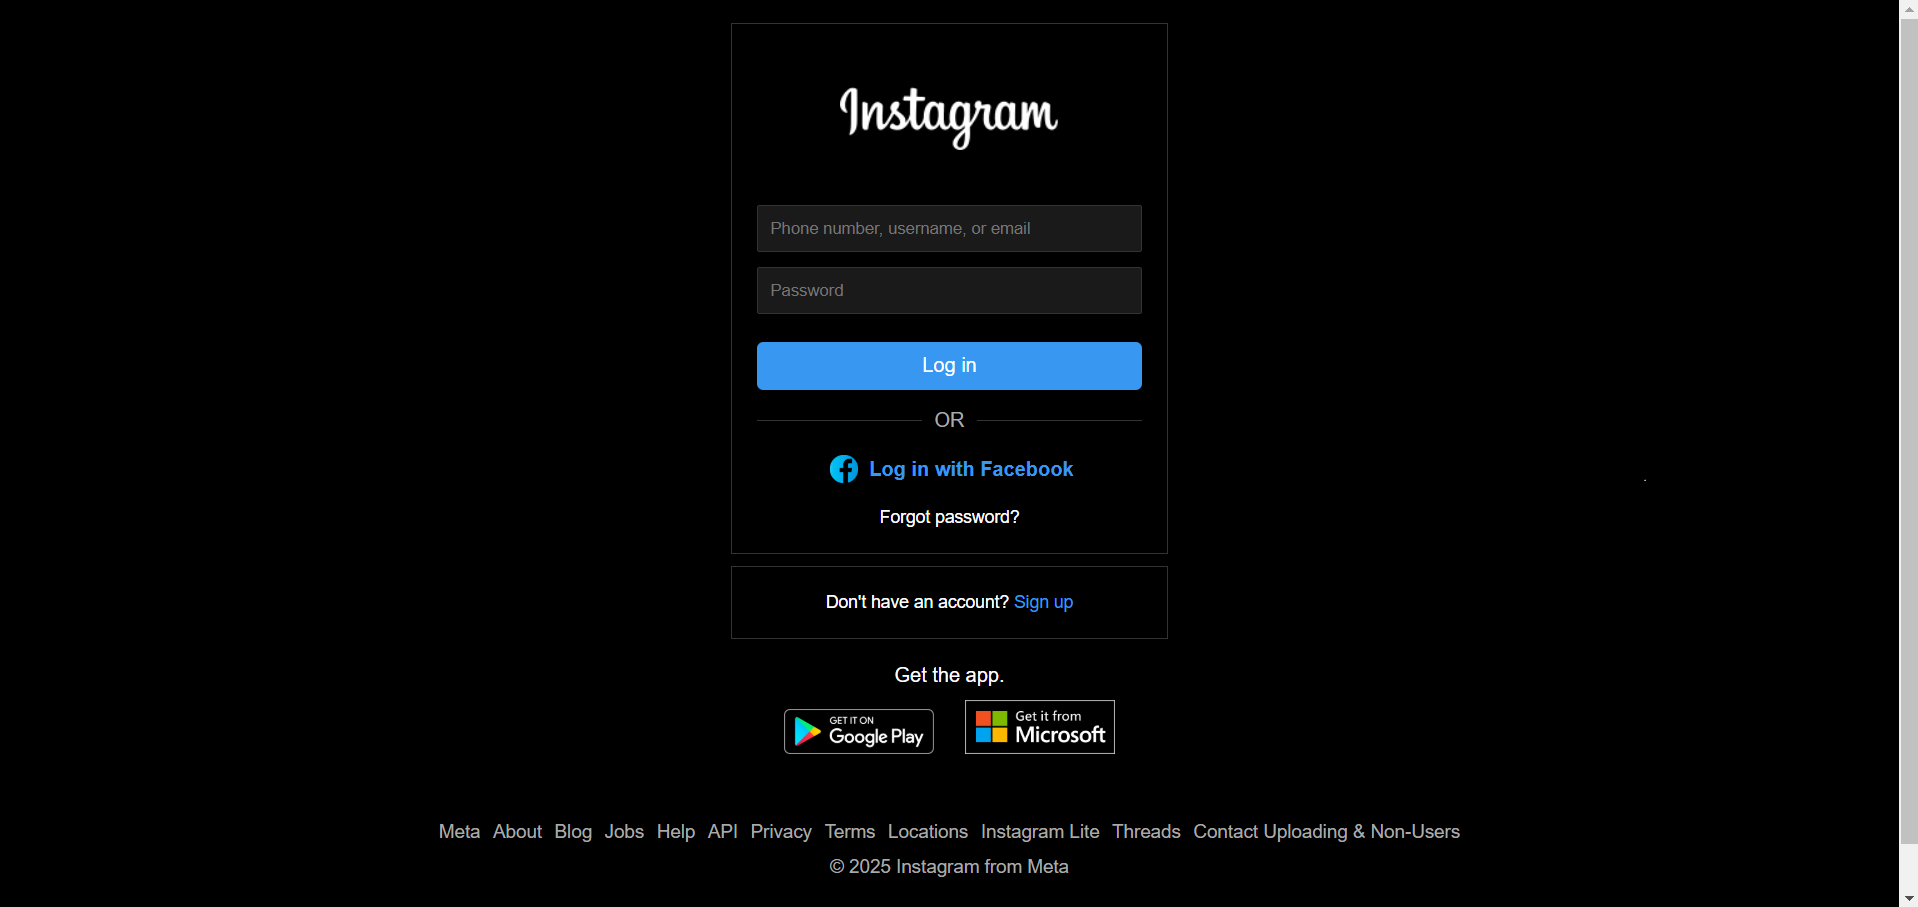 Instagram
Phone number, username, or email
Password
Log in
OR
Log in with Facebook
Forgot password?
Don't have an account? Sign up
Get the app.
GET IT ON
Google Play
Get it from
Microsoft
Meta About Blog Jobs Help API Privacy Terms Locations Instagram Lite Threads Contact Uploading & Non-Users
© 2025 Instagram from Meta